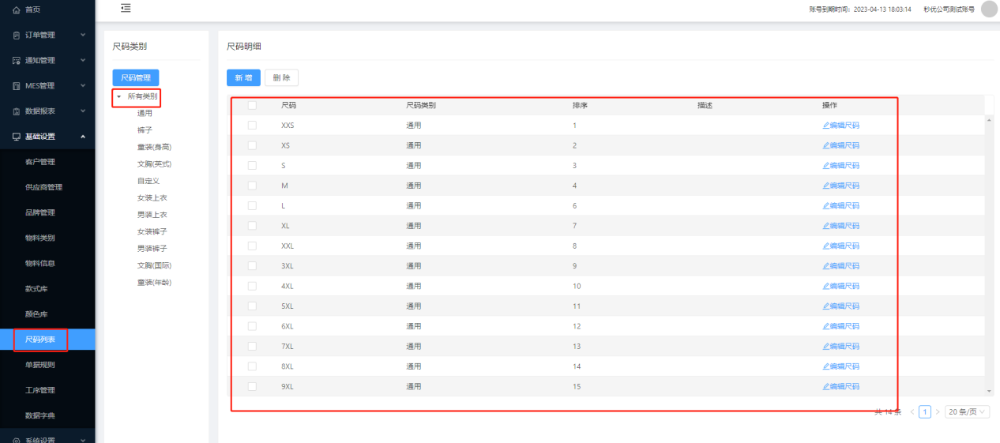 首页
订单管理
通知管理
MES管理
数据报表
基础设置
客户管理
供应商管理
品牌管理
物料类别
物料信息
款式库
颜色库
尺码列表
单据规则
工序管理
数据字典
系统设置
账号到期时间: 2023-04-13 18:03:14 秒优公司测试账号
尺码类别
尺码管理
所有类别
通用
裤子
童装(身高)
文胸(英式)
自定义
女装上衣
男装上衣
女装裤子
男装裤子
文胸(国际)
童装(年龄)
尺码明细
新 增 删 除
尺码 尺码类别 排序 描述 操作
XXS 通用 1 编辑尺码
XS 通用 2 编辑尺码
S 通用 3 编辑尺码
M 通用 4 编辑尺码
L 通用 6 编辑尺码
XL 通用 7 编辑尺码
XXL 通用 8 编辑尺码
3XL 通用 9 编辑尺码
4XL 通用 10 编辑尺码
5XL 通用 11 编辑尺码
6XL 通用 12 编辑尺码
7XL 通用 13 编辑尺码
8XL 通用 14 编辑尺码
9XL 通用 15 编辑尺码
共 14 条 < 1 > 20 条/页